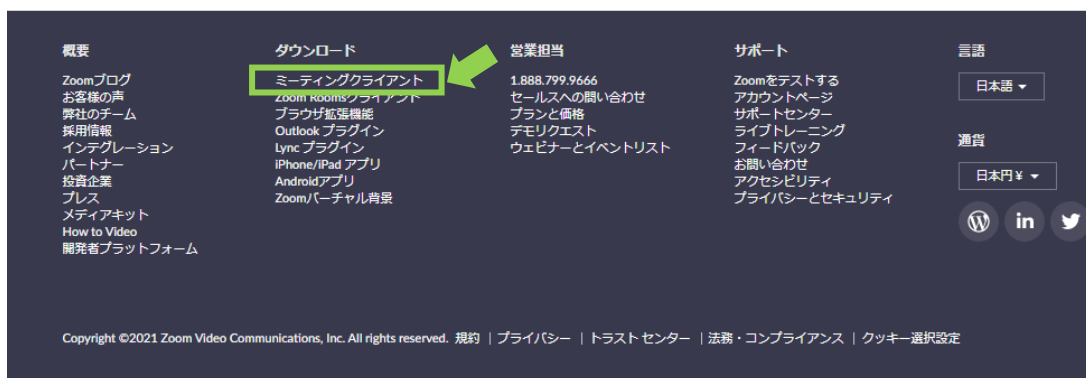 概要
Zoomブログ
お客様の声
弊社のチーム
採用情報
インテグレーション
パートナー
投資企業
プレス
メディアキット
How to Video
開発者プラットフォーム
ダウンロード
ミーティングクライアント
Zoom Roomsクライアント
ブラウザ拡張機能
Outlook プラグイン
Lync プラグイン
iPhone/iPad アプリ
Androidアプリ
Zoomバーチャル背景
営業担当
1.888.799.9666
セールスへの問い合わせ
プランと価格
デモリクエスト
ウェビナーとイベントリスト
サポート
Zoomをテストする
アカウントページ
サポートセンター
ライブトレーニング
フィードバック
お問い合わせ
アクセシビリティ
プライバシーとセキュリティ
言語
日本語
通貨
日本円 ¥
in
Copyright ©2021 Zoom Video Communications, Inc. All rights reserved. 規約 | プライバシー | トラスト センター | 法務・コンプライアンス | クッキー選択設定